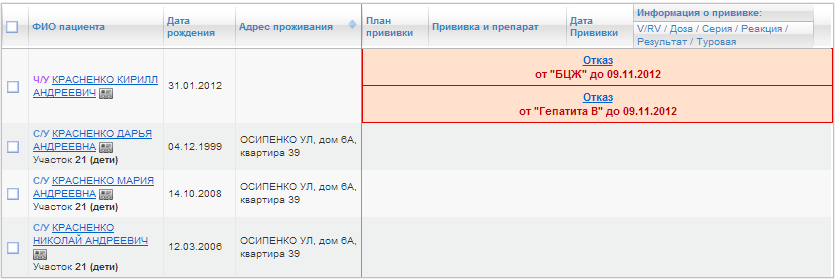 ФИО пациента
Дата
рождения
Адрес проживания
План
прививки
Прививка и препарат
Дата
Прививки
Информация о прививке:
V/RV / Доза / Серия / Реакция /
Результат / Туровая
Ч/У КРАСНЕНКО КИРИЛЛ
АНДРЕЕВИЧ
31.01.2012
Отказ
от "БЦЖ" до 09.11.2012
Отказ
от "Гепатита В" до 09.11.2012
С/У КРАСНЕНКО ДАРЬЯ
АНДРЕЕВНА
Участок 21 (дети)
04.12.1999
ОСИПЕНКО УЛ, дом 6А,
квартира 39
С/У КРАСНЕНКО МАРИЯ
АНДРЕЕВНА
Участок 21 (дети)
14.10.2008
ОСИПЕНКО УЛ, дом 6А,
квартира 39
С/У КРАСНЕНКО
НИКОЛАЙ АНДРЕЕВИЧ
Участок 21 (дети)
12.03.2006
ОСИПЕНКО УЛ, дом 6А,
квартира 39